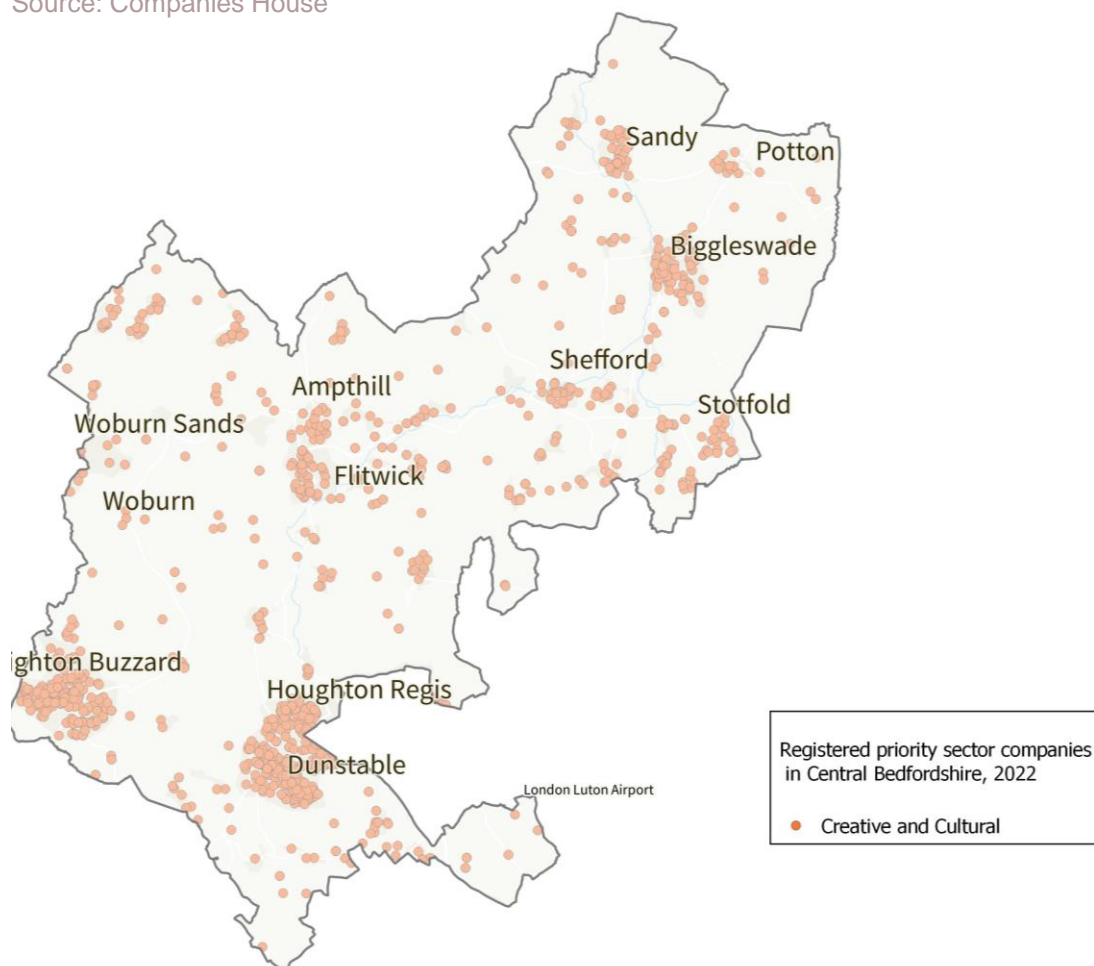 Source: Companies House
Sandy
Potton
Biggleswade
Shefford
Ampthill
Stotfold
Woburn Sands
Flitwick
Woburn
ighton Buzzard
Houghton Regis
Dunstable
London Luton Airport
Registered priority sector companies
in Central Bedfordshire, 2022
Creative and Cultural